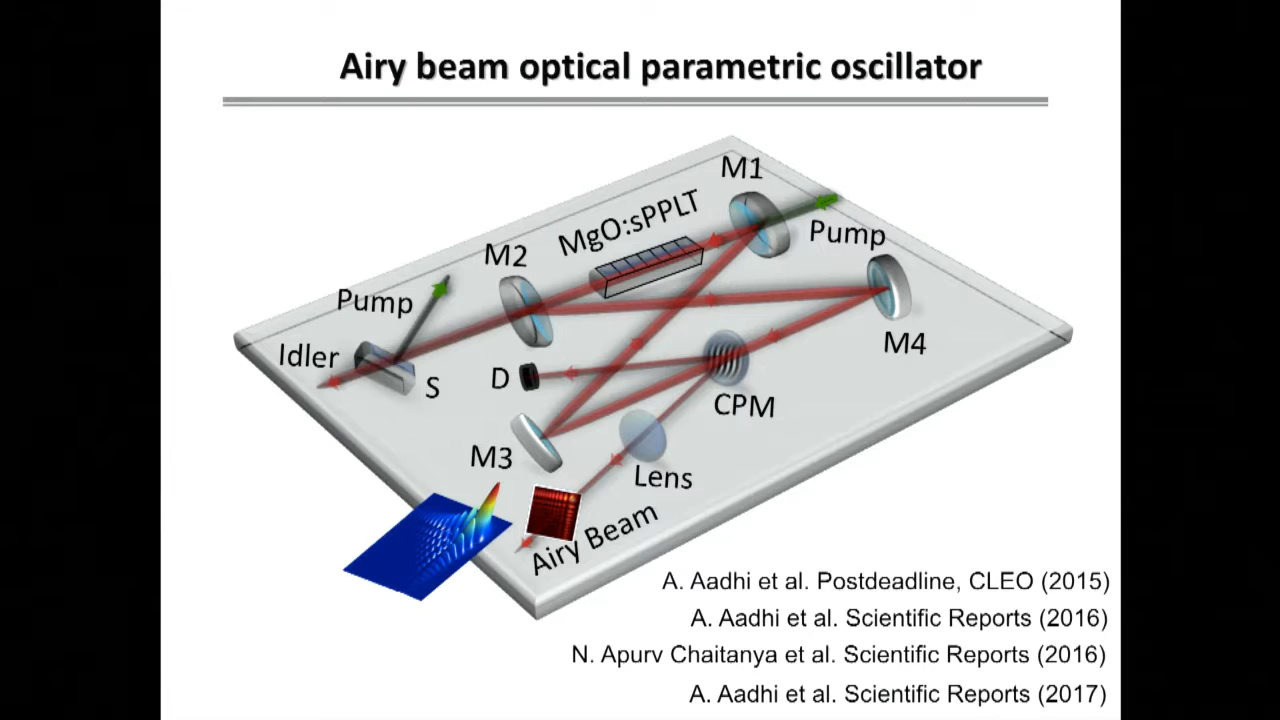 Airy beam optical parametric oscillator
M1
MgO:sPPLT
Pump
M2
Pump
M4
Idler
S
D
CPM
M3
Lens
Airy Beam
A. Aadhi et al. Postdeadline, CLEO (2015)
A. Aadhi et al. Scientific Reports (2016)
N. Apurv Chaitanya et al. Scientific Reports (2016)
A. Aadhi et al. Scientific Reports (2017)